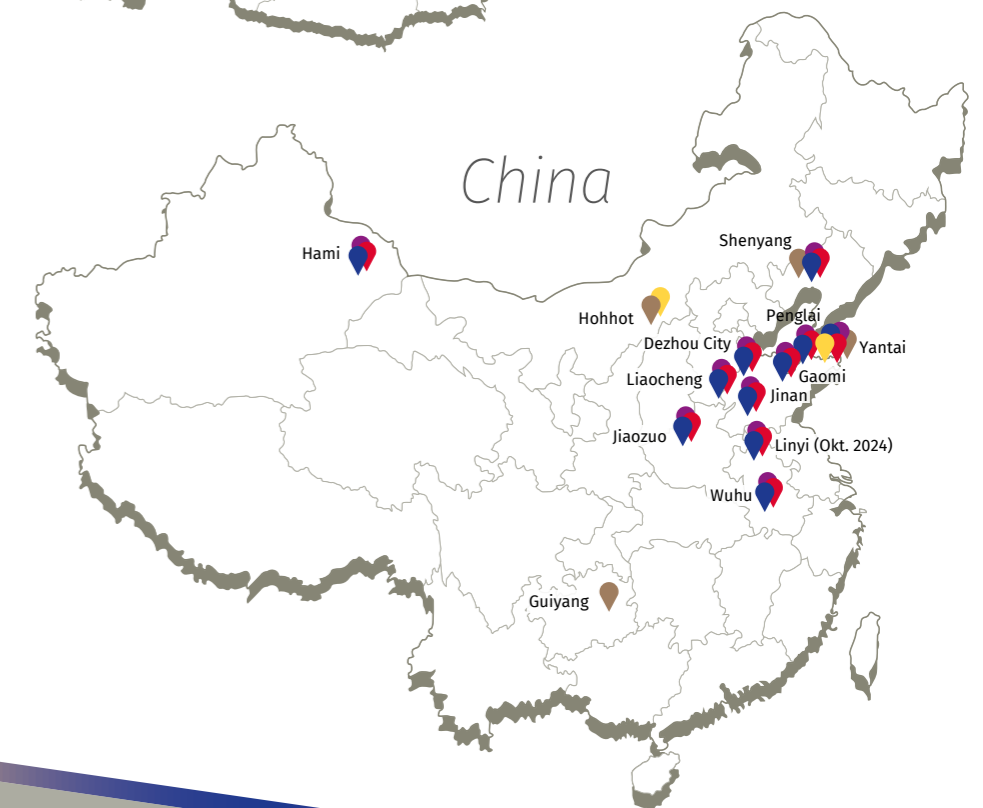 China
Hami
Shenyang
Hohhot
Penglai
Dezhou City
Yantai
Liaocheng
Gaomi
Jinan
Jiaozuo
Linyi (Okt. 2024)
Wuhu
Guiyang